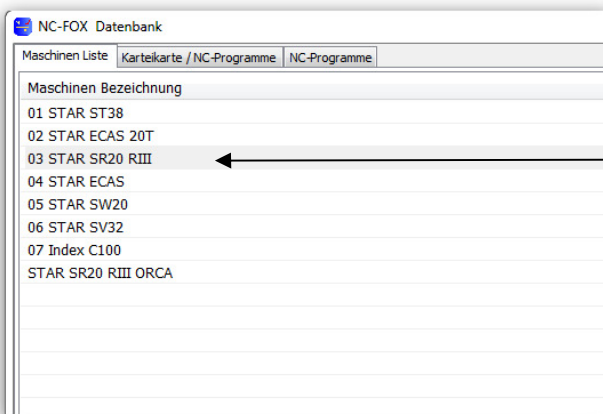 NC-FOX Datenbank
Maschinen Liste Karteikarte / NC-Programme NC-Programme
Maschinen Bezeichnung
01 STAR ST38
02 STAR ECAS 20T
03 STAR SR20 RIII
04 STAR ECAS
05 STAR SW20
06 STAR SV32
07 Index C100
STAR SR20 RIII ORCA